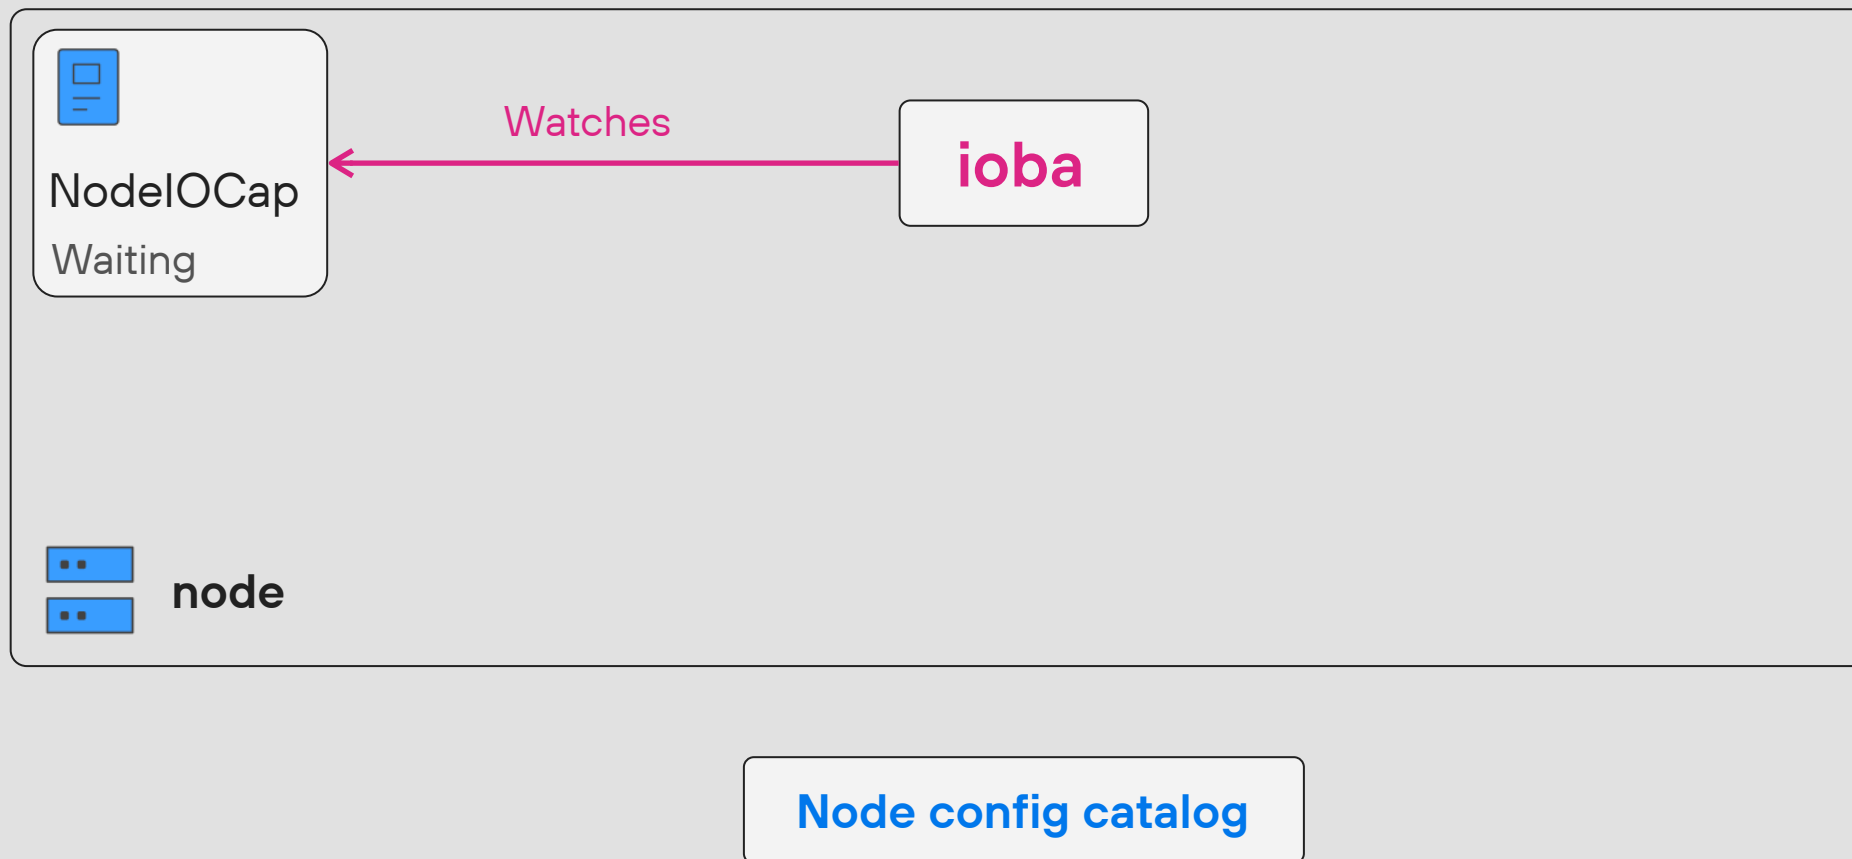 Watches
ioba
NodeIOCap
Waiting
node
Node config catalog